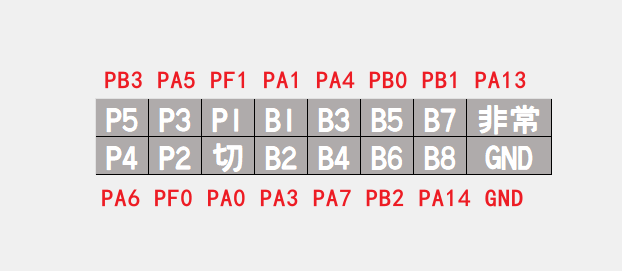 PB3 PA5 PF1 PA1 PA4 PB0 PB1 PA13
P5 P3 P1 B1 B3 B5 B7 非常
P4 P2 切 B2 B4 B6 B8 GND
PA6 PF0 PA0 PA3 PA7 PB2 PA14 GND